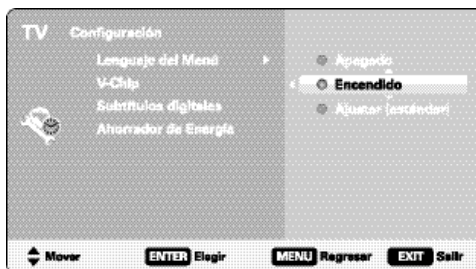 TV Configuración
Lenguaje del Menú
V-Chip
Subtítulos digitales
Ahorrador de Energía
Apagado
Encendido
Ajustar (estándar)
Mover ENTER Elegir MENU Regresar EXIT Salir